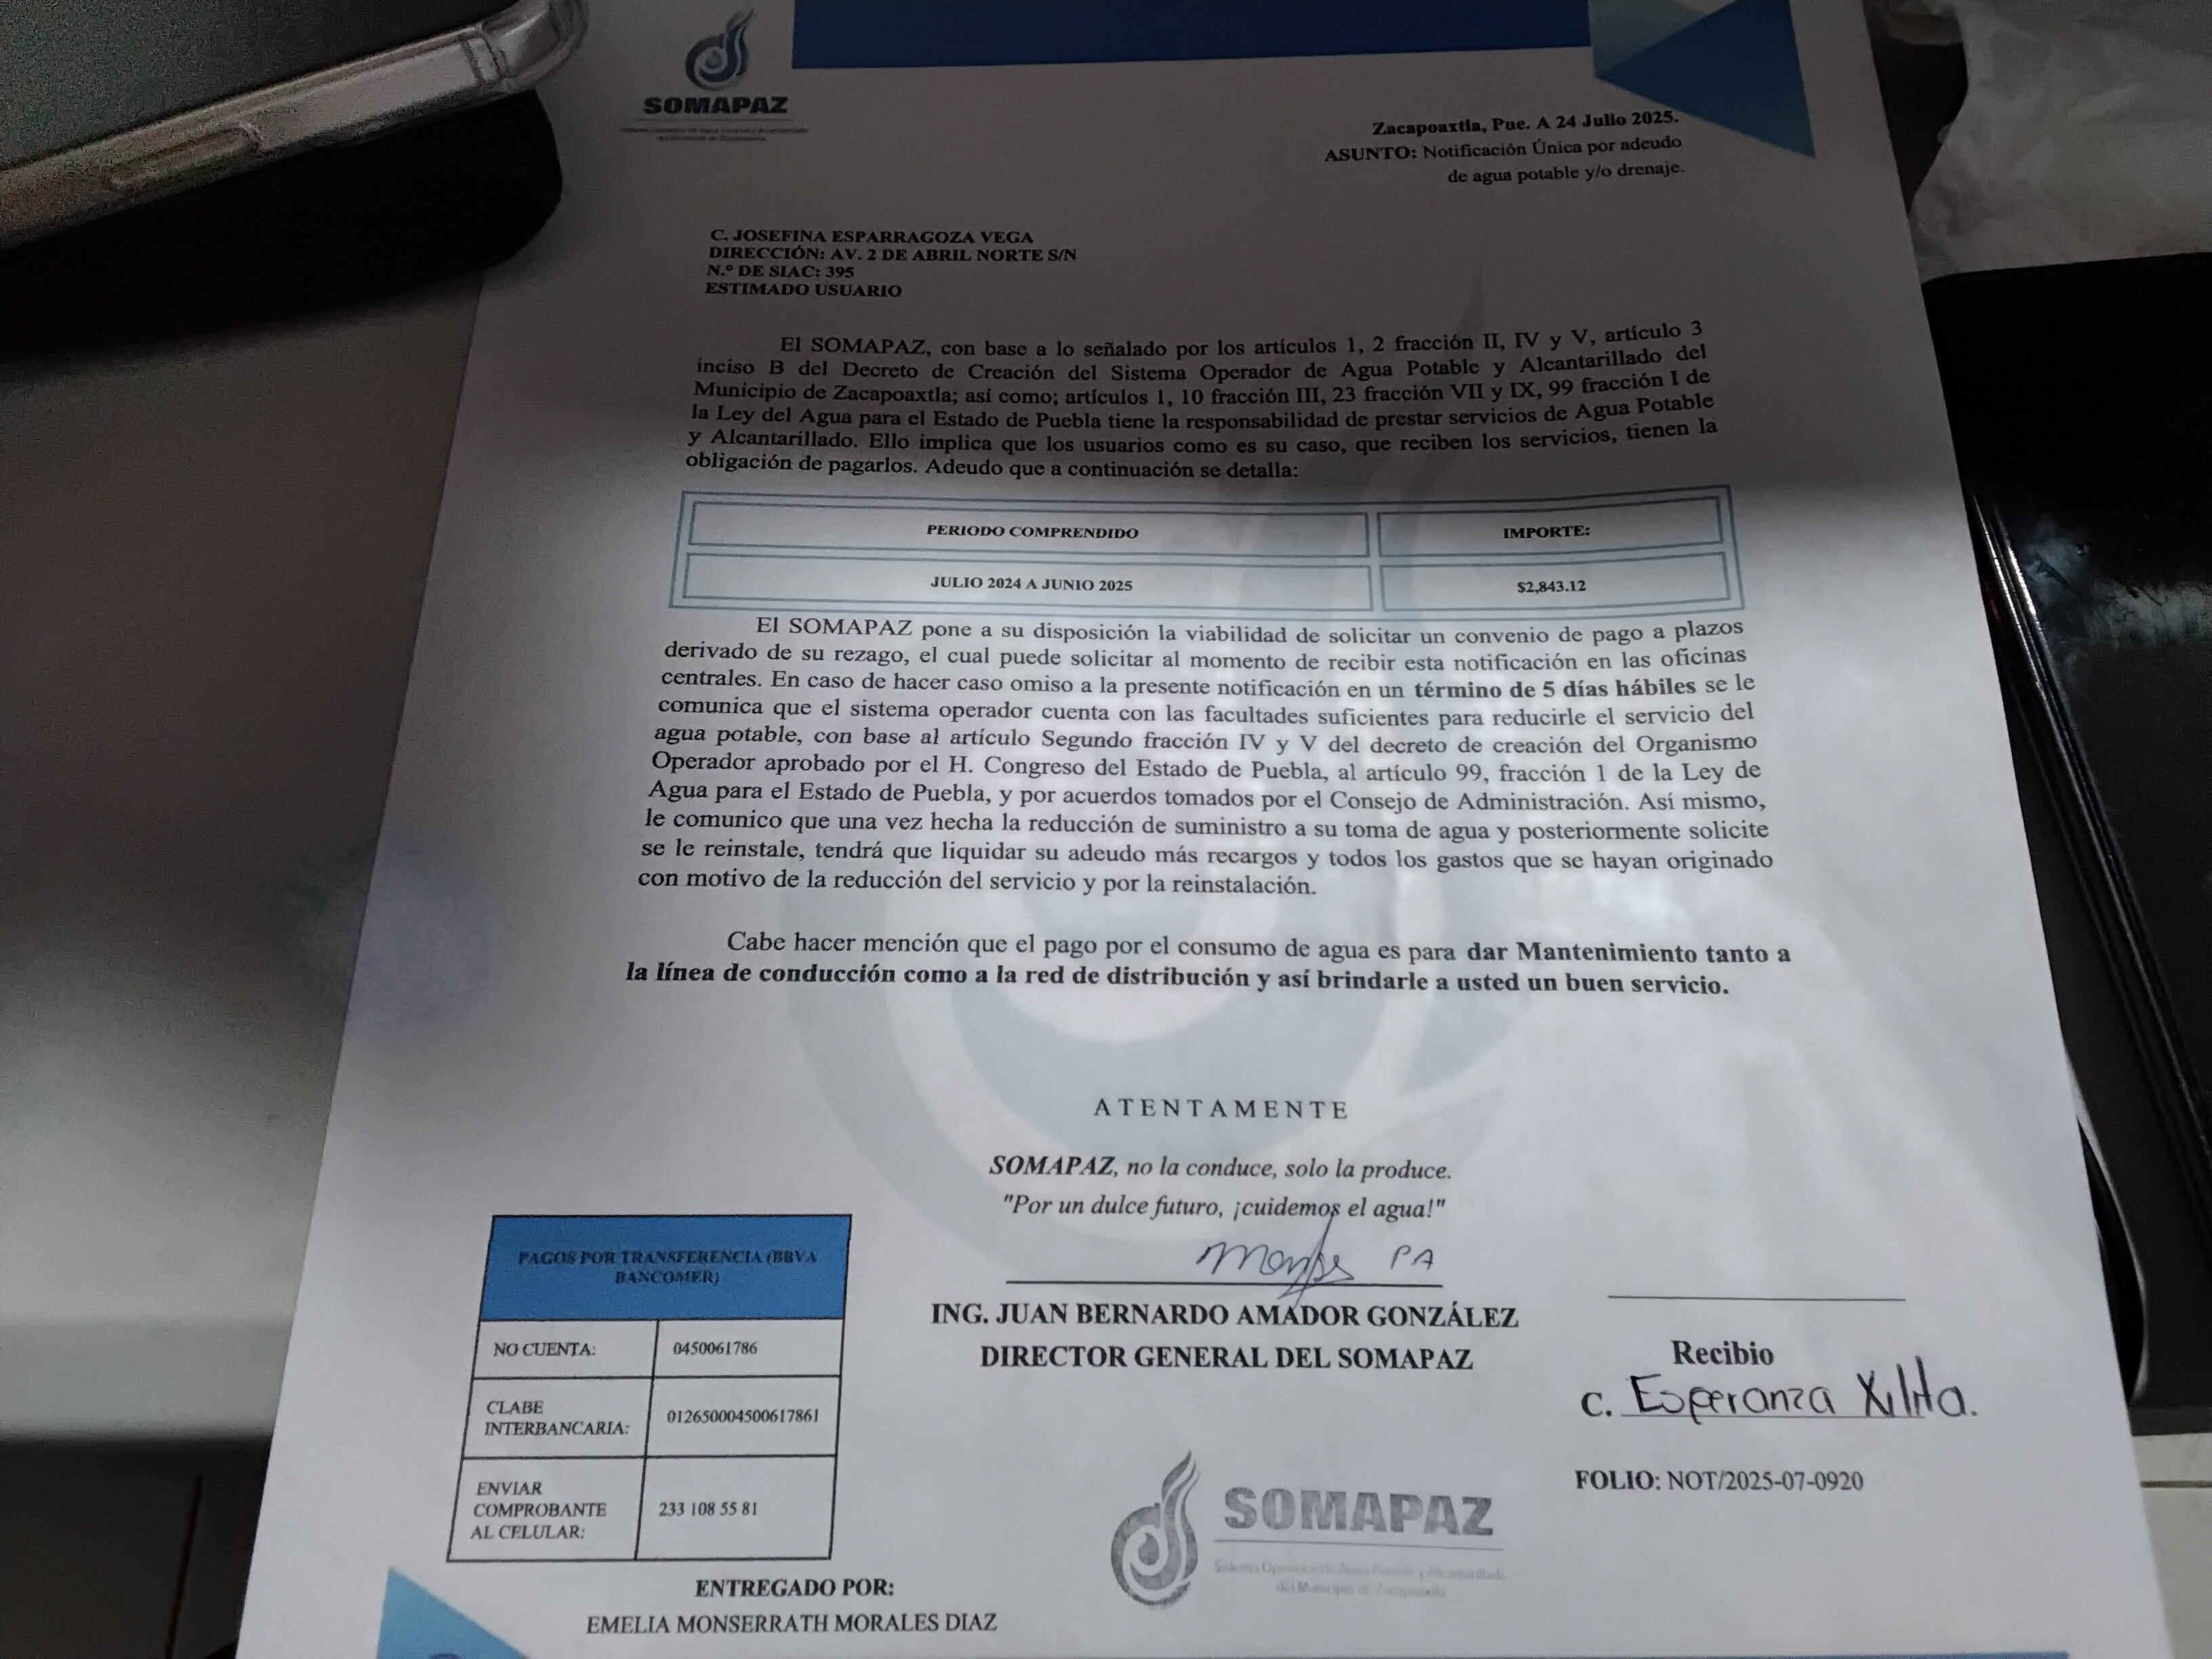 SOMAPAZ
Zacapoaxtla, Pue. A 24 Julio 2025.
ASUNTO: Notificación Única por adeudo
de agua potable y/o drenaje.
C. JOSEFINA ESPARRAGOZA VEGA
DIRECCIÓN: AV. 2 DE ABRIL NORTE S/N
N.º DE SIAC: 395
ESTIMADO USUARIO
El SOMAPAZ, con base a lo señalado por los artículos 1, 2 fracción II, IV y V, artículo 3
inciso B del Decreto de Creación del Sistema Operador de Agua Potable y Alcantarillado del
Municipio de Zacapoaxtla; así como; artículos 1, 10 fracción III, 23 fracción VII y IX, 99 fracción I de
la Ley del Agua para el Estado de Puebla tiene la responsabilidad de prestar servicios de Agua Potable
y Alcantarillado. Ello implica que los usuarios como es su caso, que reciben los servicios, tienen la
obligación de pagarlos. Adeudo que a continuación se detalla:
PERIODO COMPRENDIDO IMPORTE:
JULIO 2024 A JUNIO 2025 $2,843.12
El SOMAPAZ pone a su disposición la viabilidad de solicitar un convenio de pago a plazos
derivado de su rezago, el cual puede solicitar al momento de recibir esta notificación en las oficinas
centrales. En caso de hacer caso omiso a la presente notificación en un término de 5 días hábiles se le
comunica que el sistema operador cuenta con las facultades suficientes para reducirle el servicio del
agua potable, con base al artículo Segundo fracción IV y V del decreto de creación del Organismo
Operador aprobado por el H. Congreso del Estado de Puebla, al artículo 99, fracción 1 de la Ley de
Agua para el Estado de Puebla, y por acuerdos tomados por el Consejo de Administración. Así mismo,
le comunico que una vez hecha la reducción de suministro a su toma de agua y posteriormente solicite
se le reinstale, tendrá que liquidar su adeudo más recargos y todos los gastos que se hayan originado
con motivo de la reducción del servicio y por la reinstalación.
Cabe hacer mención que el pago por el consumo de agua es para dar Mantenimiento tanto a
la línea de conducción como a la red de distribución y así brindarle a usted un buen servicio.
ATENTAMENTE
SOMAPAZ, no la conduce, solo la produce.
"Por un dulce futuro, ¡cuidemos el agua!"
PA
ING. JUAN BERNARDO AMADOR GONZÁLEZ
DIRECTOR GENERAL DEL SOMAPAZ
PAGOS POR TRANSFERENCIA (BBVA
BANCOMER)
NO CUENTA: 0450061786
CLABE
INTERBANCARIA: 012650004500617861
ENVIAR
COMPROBANTE
AL CELULAR: 233 108 55 81
Recibio
C. Esperanza Xilita.
FOLIO: NOT/2025-07-0920
SOMAPAZ
Sistema Operador de Agua Potable y Alcantarillado
del Municipio de Zacapoaxtla
ENTREGADO POR:
EMELIA MONSERRATH MORALES DIAZ